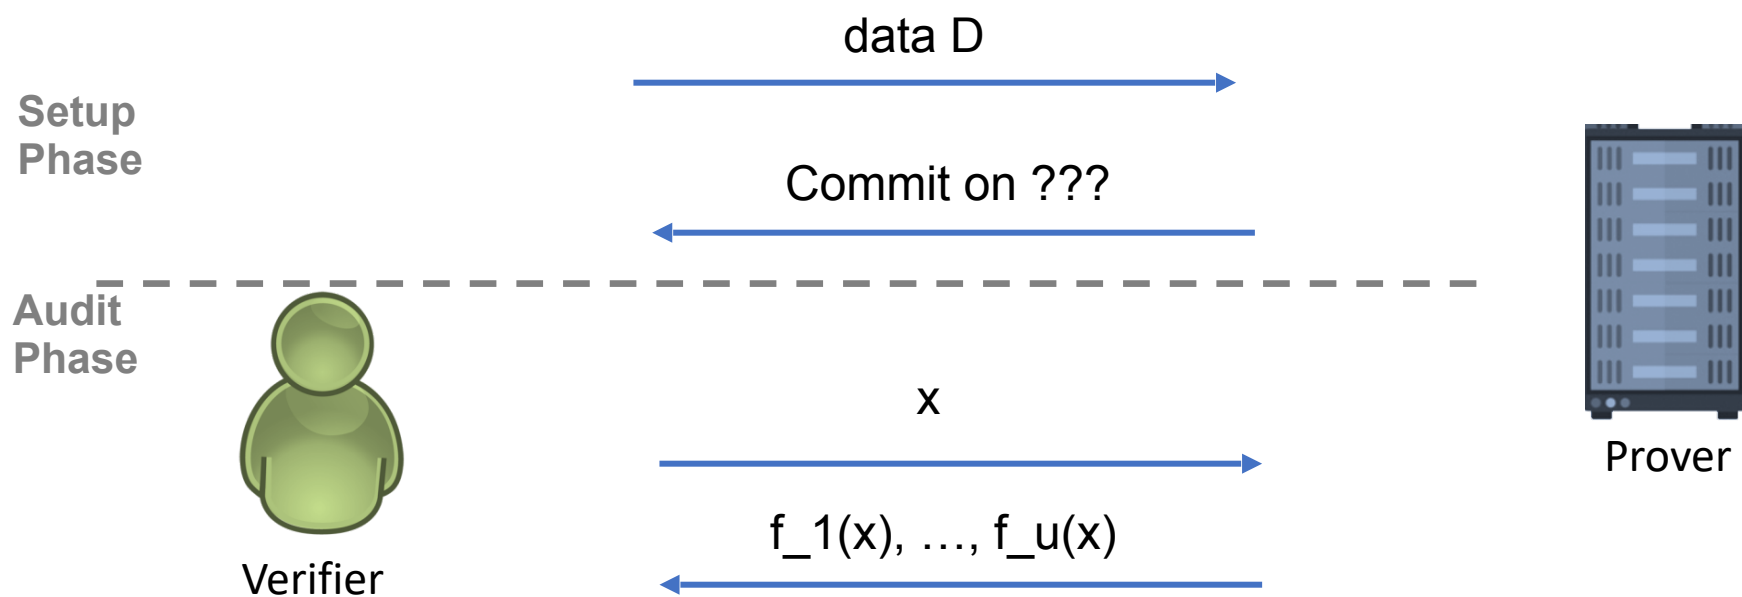 data D
Setup
Phase
Commit on ???
Audit
Phase
x
Prover
f_1(x), …, f_u(x)
Verifier